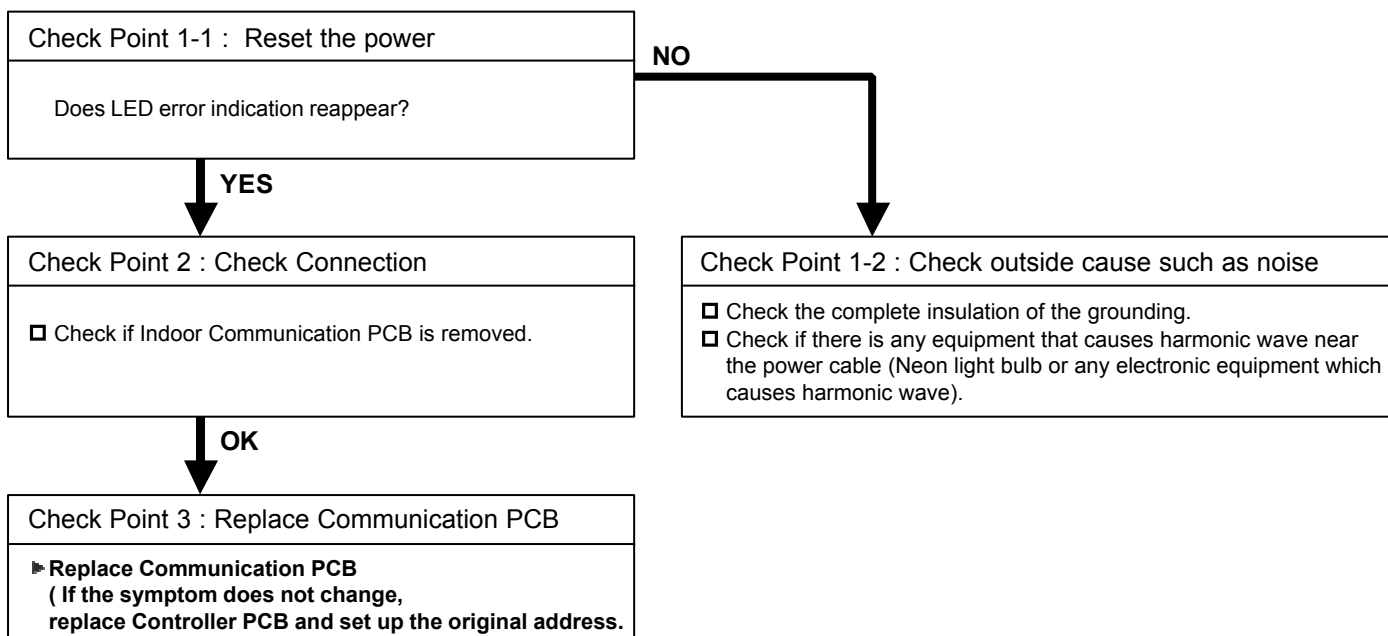 Check Point 1-1 : Reset the power
Does LED error indication reappear?
NO
YES
Check Point 2 : Check Connection
☐ Check if Indoor Communication PCB is removed.
Check Point 1-2 : Check outside cause such as noise
☐ Check the complete insulation of the grounding.
☐ Check if there is any equipment that causes harmonic wave near
the power cable (Neon light bulb or any electronic equipment which
causes harmonic wave).
OK
Check Point 3 : Replace Communication PCB
▶Replace Communication PCB
( If the symptom does not change,
replace Controller PCB and set up the original address.